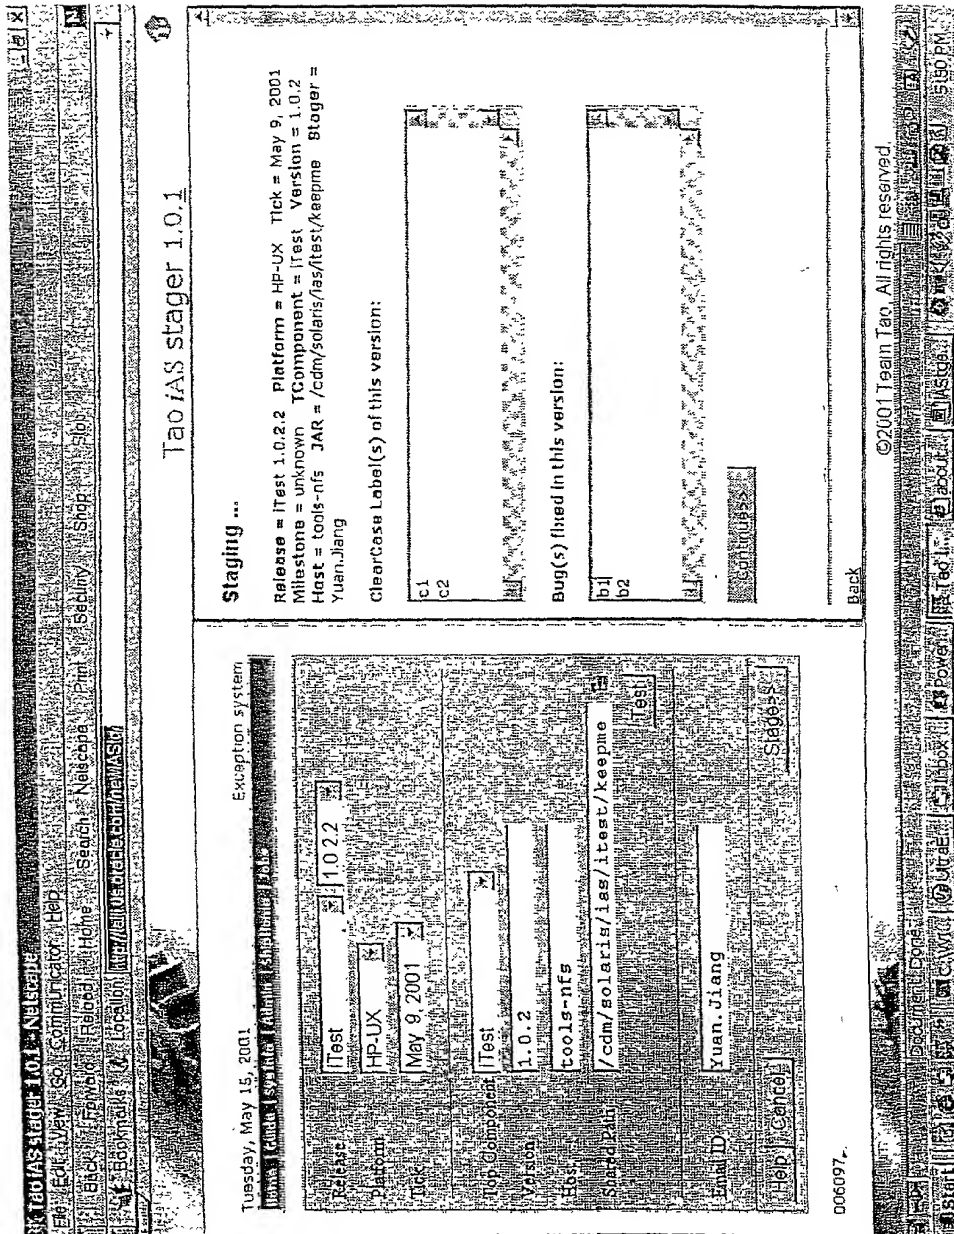 Tao iAS stager 1.0.1 - Netscape
File Edit View Go Communicator Help
Back Forward Reload Home Search Netscape Print Security Shop Stop
Bookmarks Location
Tao iAS stager 1.0.1
Tuesday, May 15, 2001 Exception system
Release iTest 1.0.2.2
Platform HP-UX
Tick May 9, 2001
Top Component iTest
Version 1.0.2
Host tools-nfs
Shared Path /cdm/solaris/ias/itest/keepme
Test
Email ID Yuan.Jiang
Help Cancel Stage>>
006097
Staging ...
Release = iTest 1.0.2.2 Platform = HP-UX Tick = May 9, 2001
Milestone = unknown TComponent = iTest Version = 1.0.2
Host = tools-nfs JAR = /cdm/solaris/ias/itest/keepme Stager =
Yuan.Jiang
ClearCase Label(s) of this version:
c1
c2
Bug(s) fixed in this version:
b1
b2
Continue>>
Back
©2001 Team Tao. All rights reserved.
Document: Done
Start Inbox about: 5:50 PM